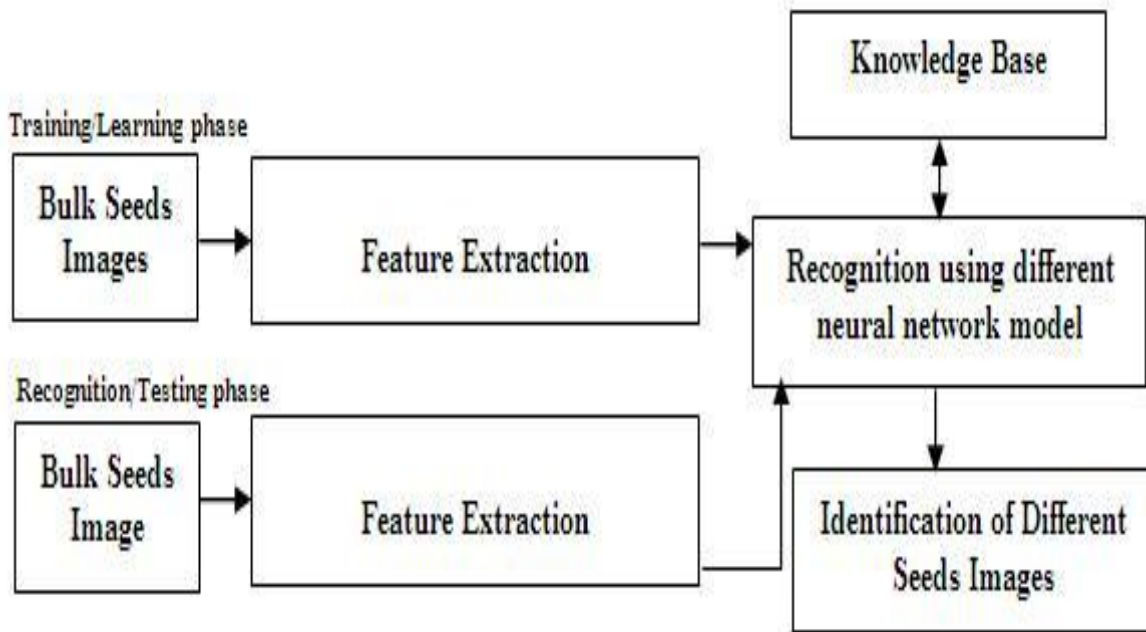 Knowledge Base
Training/Learning phase
Bulk Seeds
Images
Feature Extraction
Recognition using different
neural network model
Recognition/Testing phase
Bulk Seeds
Image
Feature Extraction
Identification of Different
Seeds Images